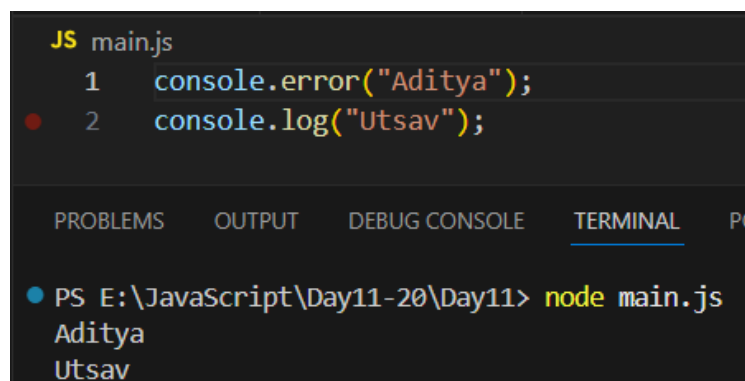 JS main.js
1 console.error("Aditya");
2 console.log("Utsav");
PROBLEMS OUTPUT DEBUG CONSOLE TERMINAL
PS E:\JavaScript\Day11-20\Day11> node main.js
Aditya
Utsav